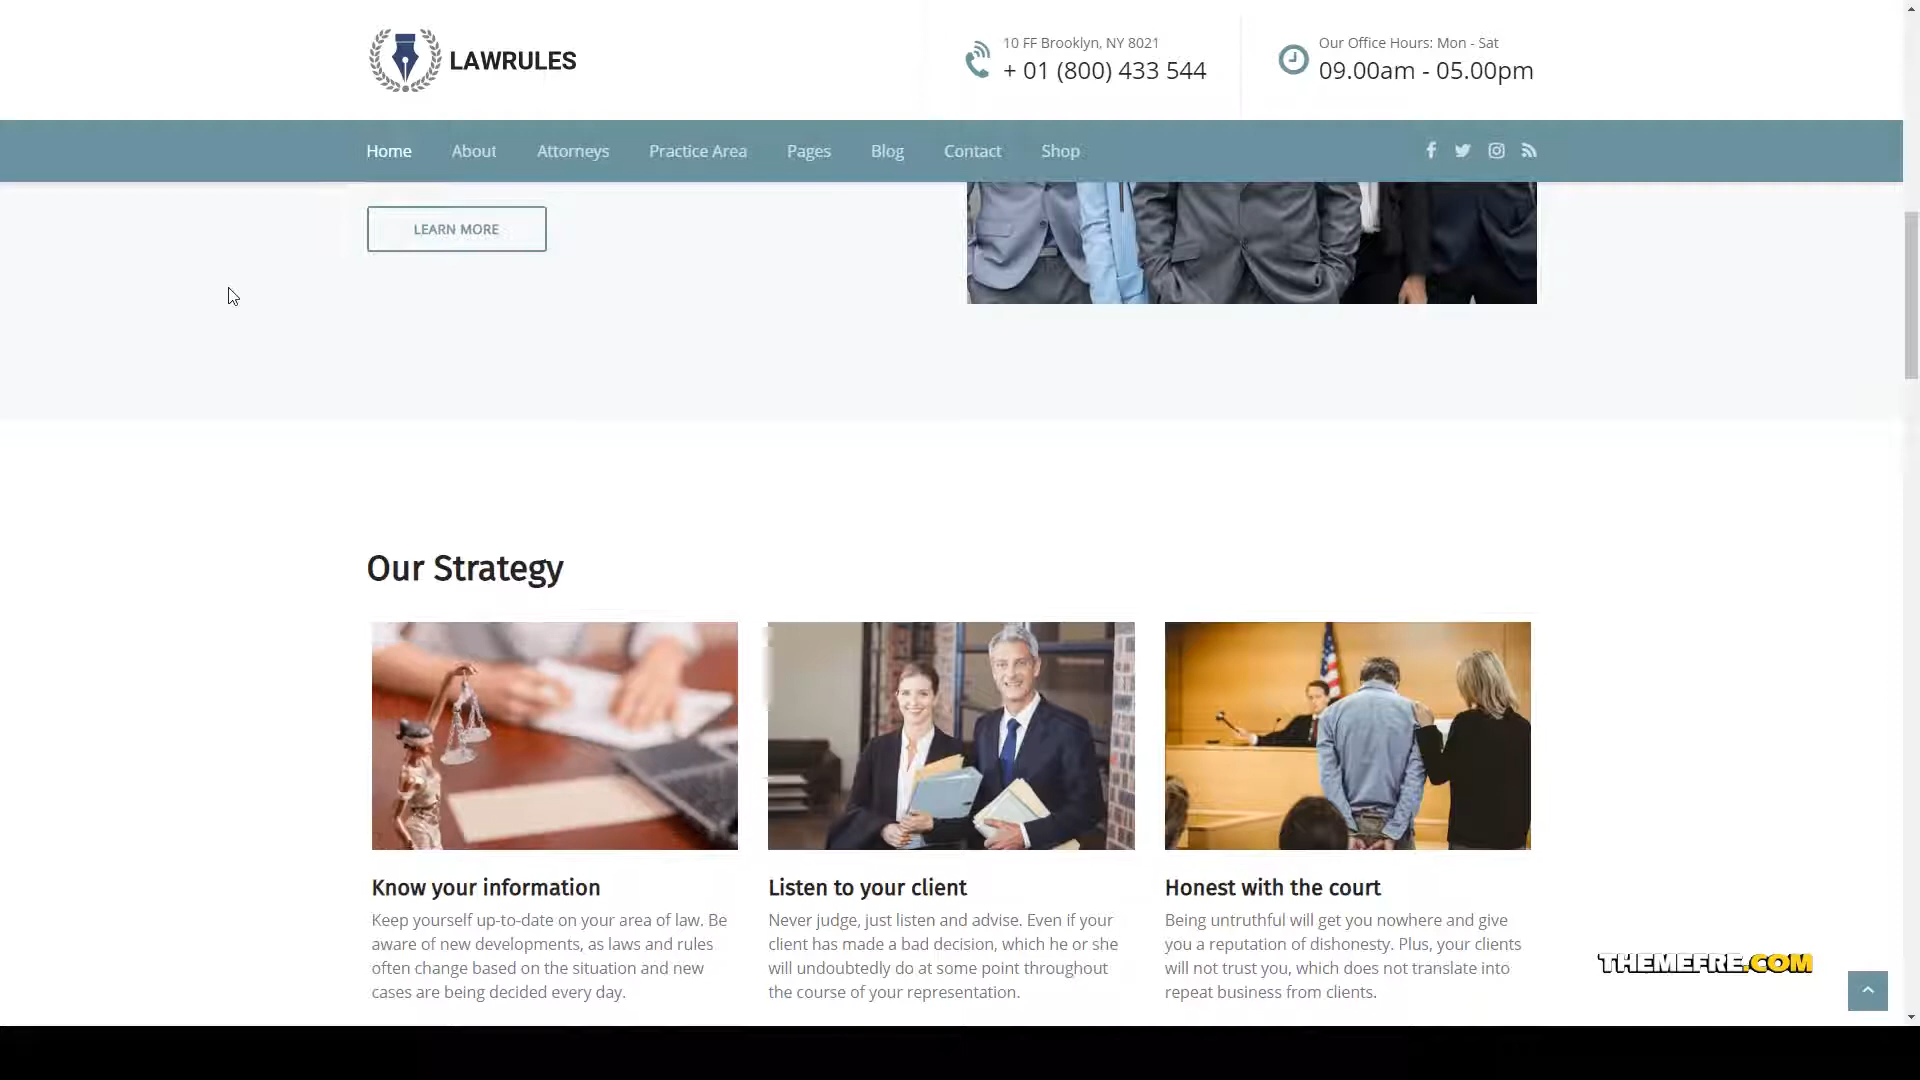 LAWRULES
10 FF Brooklyn, NY 8021
+ 01 (800) 433 544
Our Office Hours: Mon - Sat
09.00am - 05.00pm
Home About Attorneys Practice Area Pages Blog Contact Shop
LEARN MORE
Our Strategy
Know your information
Keep yourself up-to-date on your area of law. Be
aware of new developments, as laws and rules
often change based on the situation and new
cases are being decided every day.
Listen to your client
Never judge, just listen and advise. Even if your
client has made a bad decision, which he or she
will undoubtedly do at some point throughout
the course of your representation.
Honest with the court
Being untruthful will get you nowhere and give
you a reputation of dishonesty. Plus, your clients
will not trust you, which does not translate into
repeat business from clients.
THEMEFRE.COM